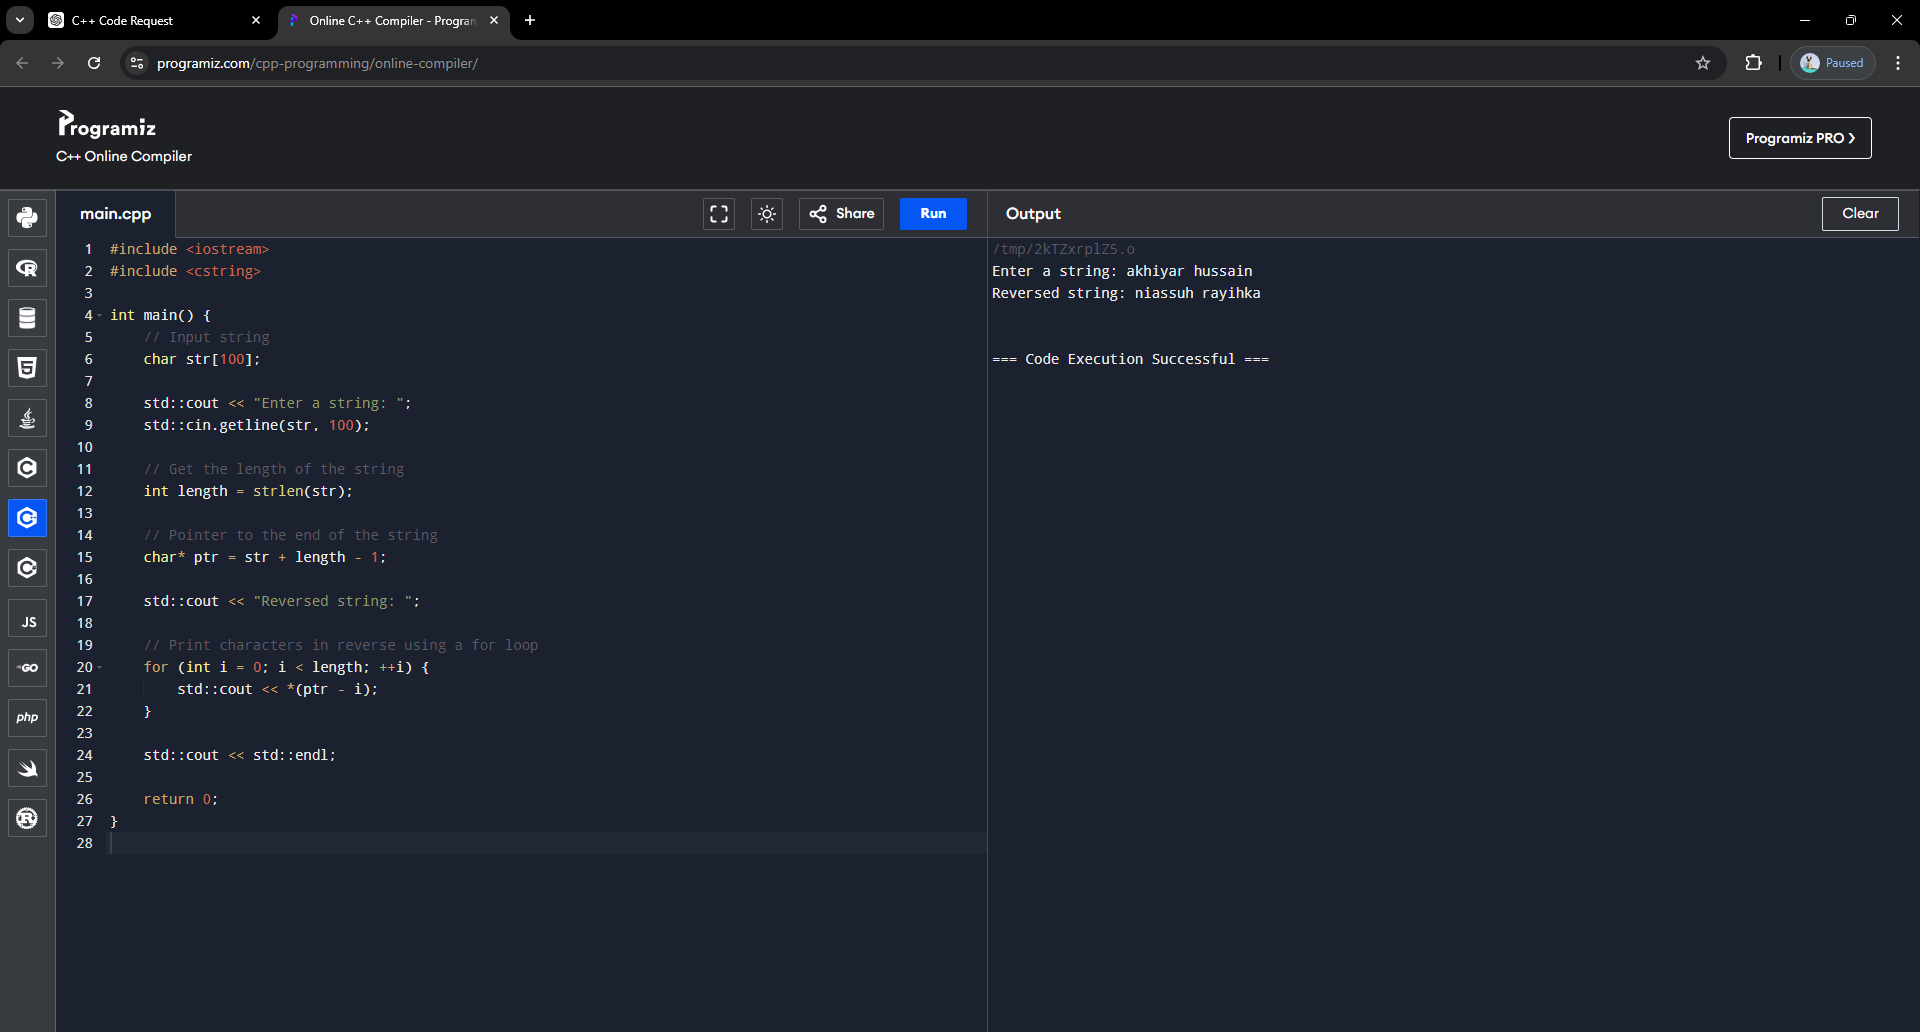 C++ Code Request
Online C++ Compiler - Program
programiz.com/cpp-programming/online-compiler/
Paused
Programiz
C++ Online Compiler
Programiz PRO
main.cpp
Share
Run
Output
Clear
1 #include <iostream>
2 #include <cstring>
3
4 int main() {
5 // Input string
6 char str[100];
7
8 std::cout << "Enter a string: ";
9 std::cin.getline(str, 100);
10
11 // Get the length of the string
12 int length = strlen(str);
13
14 // Pointer to the end of the string
15 char* ptr = str + length - 1;
16
17 std::cout << "Reversed string: ";
18
19 // Print characters in reverse using a for loop
20 for (int i = 0; i < length; ++i) {
21 std::cout << *(ptr - i);
22 }
23
24 std::cout << std::endl;
25
26 return 0;
27 }
28
/tmp/2kTZxrplZ5.o
Enter a string: akhiyar hussain
Reversed string: niassuh rayihka
=== Code Execution Successful ===
R
5
C
C
C
JS
GO
php
R